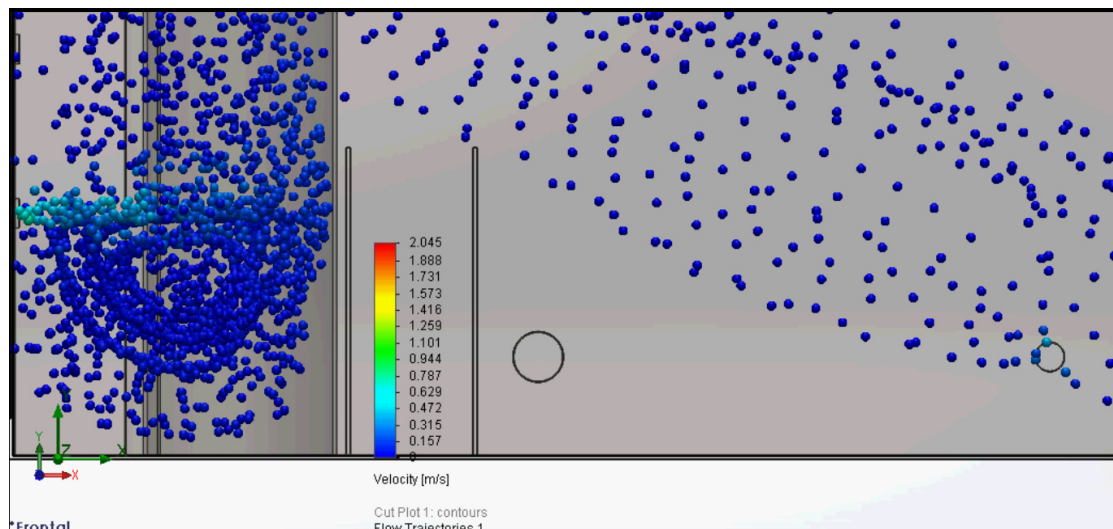 2.045
1.888
1.731
1.573
1.416
1.259
1.101
0.944
0.787
0.629
0.472
0.315
0.157
0
Velocity [m/s]
Cut Plot 1: contours
Flow Trajectories 1
Y
Z
X
Y
X
*Frontal